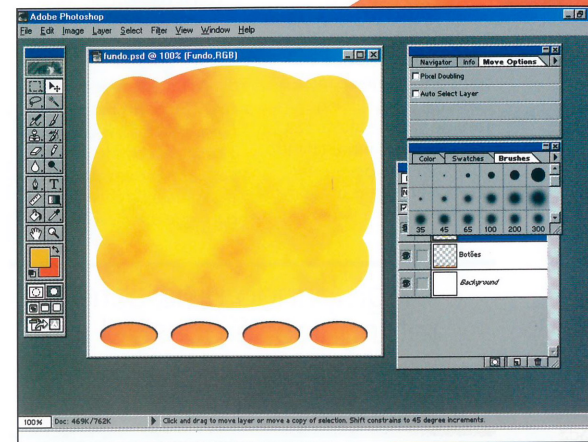 Adobe Photoshop
File Edit Image Layer Select Filter View Window Help
fundo.psd @ 100% (Fundo,RGB)
Navigator Info Move Options
Pixel Doubling
Auto Select Layer
Color Swatches Brushes
35 45 65 100 200 300
Botões
Background
100% Doc: 469K/762K Click and drag to move layer or move a copy of selection. Shift constrains to 45 degree increments.